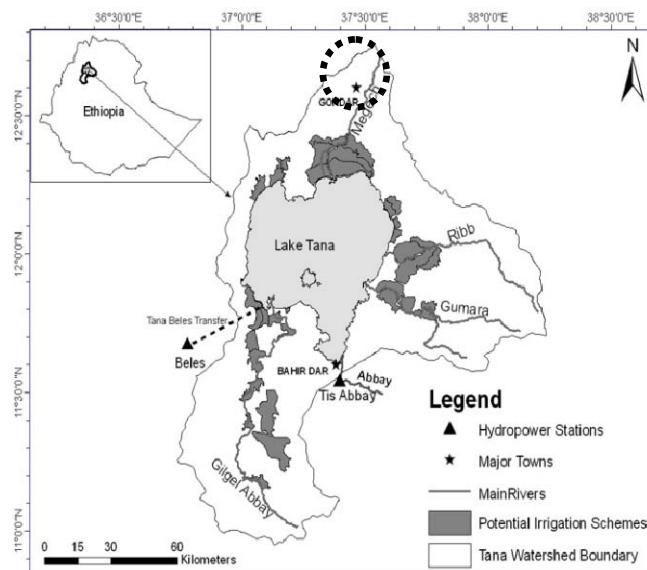 36°30'0"E 37°0'0"E 37°30'0"E 38°0'0"E 38°30'0"E
N
Ethiopia
12°30'0"N
GONDAR
Megech
Lake Tana
12°0'0"N
Ribb
Gumara
Tana Beles Transfer
Beles
BAHIR DAR
Abbay
Tis Abbay
11°30'0"N
Gilgel Abbay
11°0'0"N
Legend
Hydropower Stations
Major Towns
MainRivers
Potential Irrigation Schemes
Tana Watershed Boundary
0 15 30 60
Kilometers